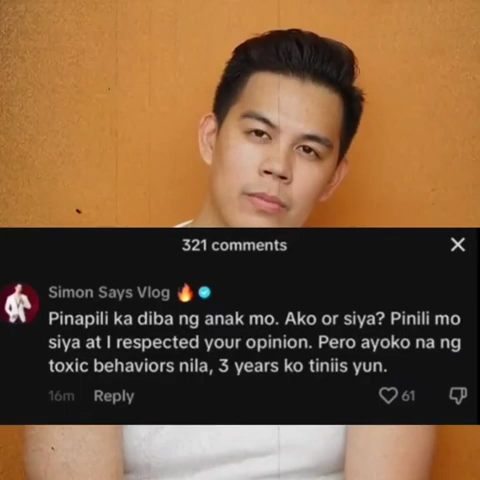 321 comments
Simon Says Vlog 🔥
Pinapili ka diba ng anak mo. Ako or siya? Pinili mo
siya at I respected your opinion. Pero ayoko na ng
toxic behaviors nila, 3 years ko tiniis yun.
16m Reply 61